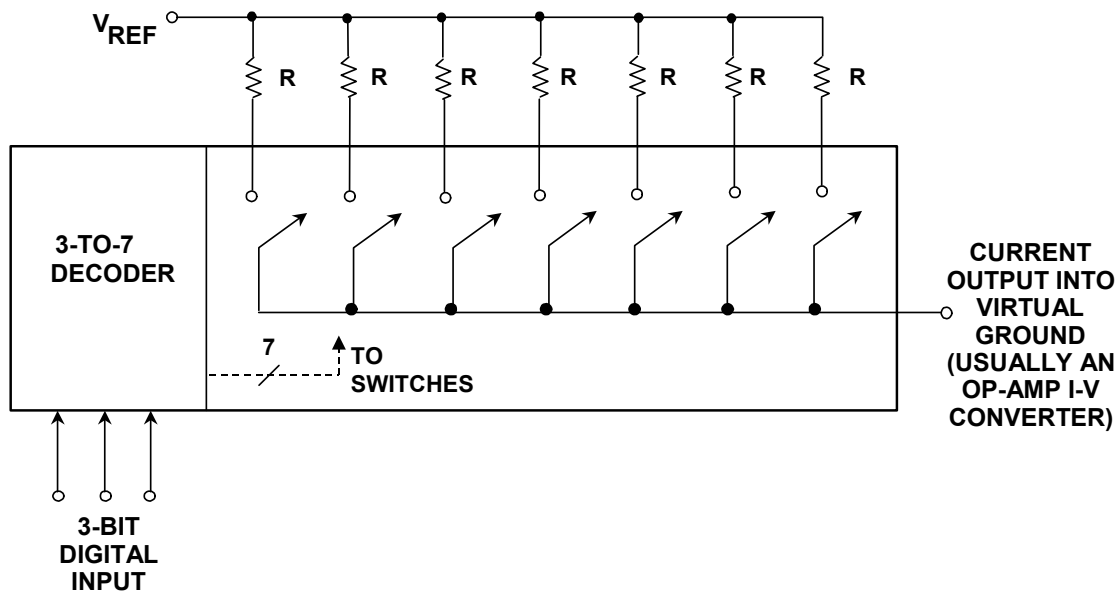 VREF
R
R
R
R
R
R
R
3-TO-7
DECODER
7
TO
SWITCHES
CURRENT
OUTPUT INTO
VIRTUAL
GROUND
(USUALLY AN
OP-AMP I-V
CONVERTER)
3-BIT
DIGITAL
INPUT